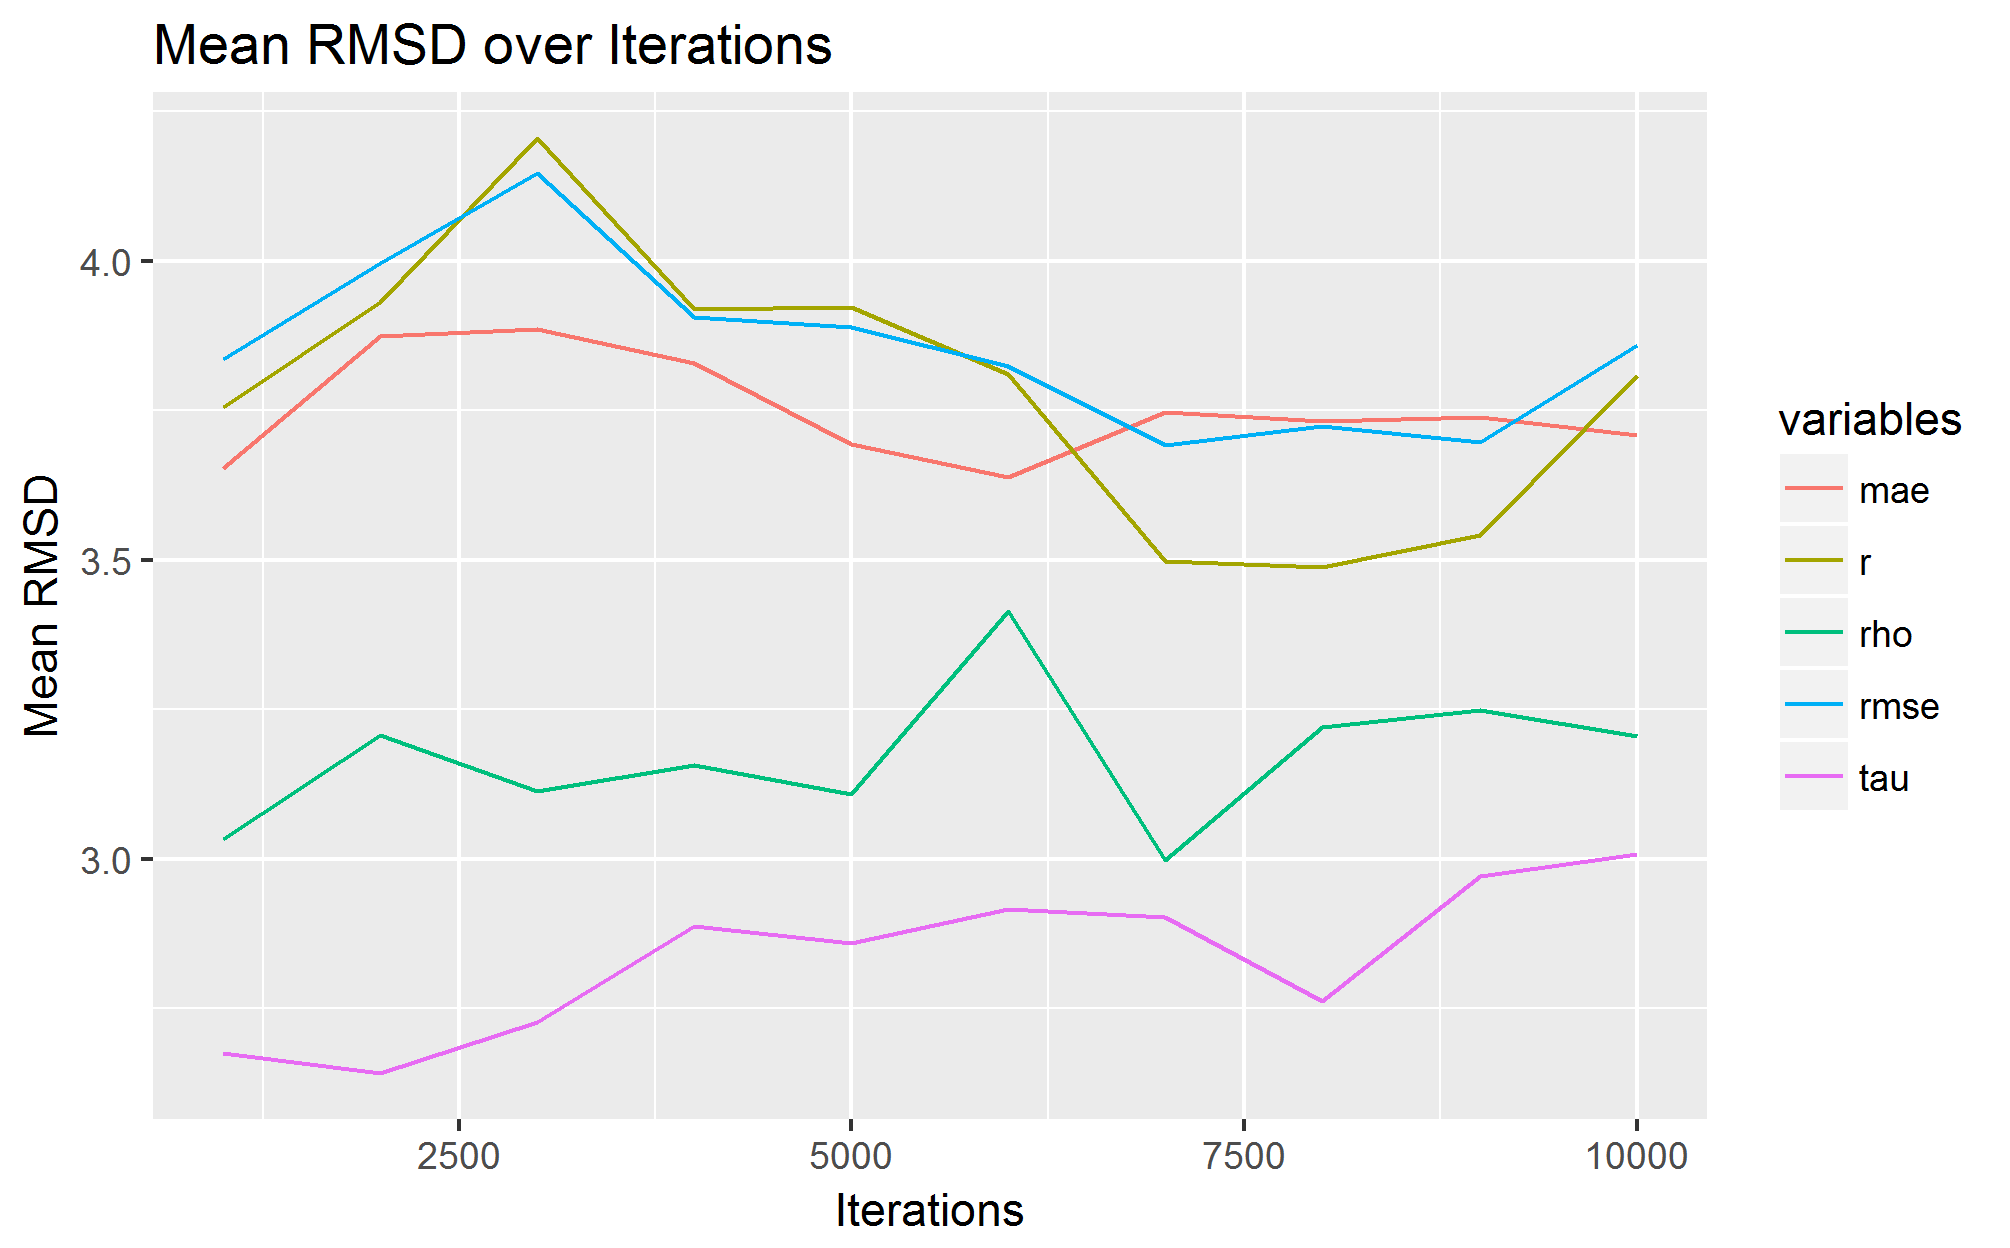 Mean RMSD over Iterations
Mean RMSD
4.0
3.5
3.0
2500 5000 7500 10000
Iterations
variables
mae
r
rho
rmse
tau